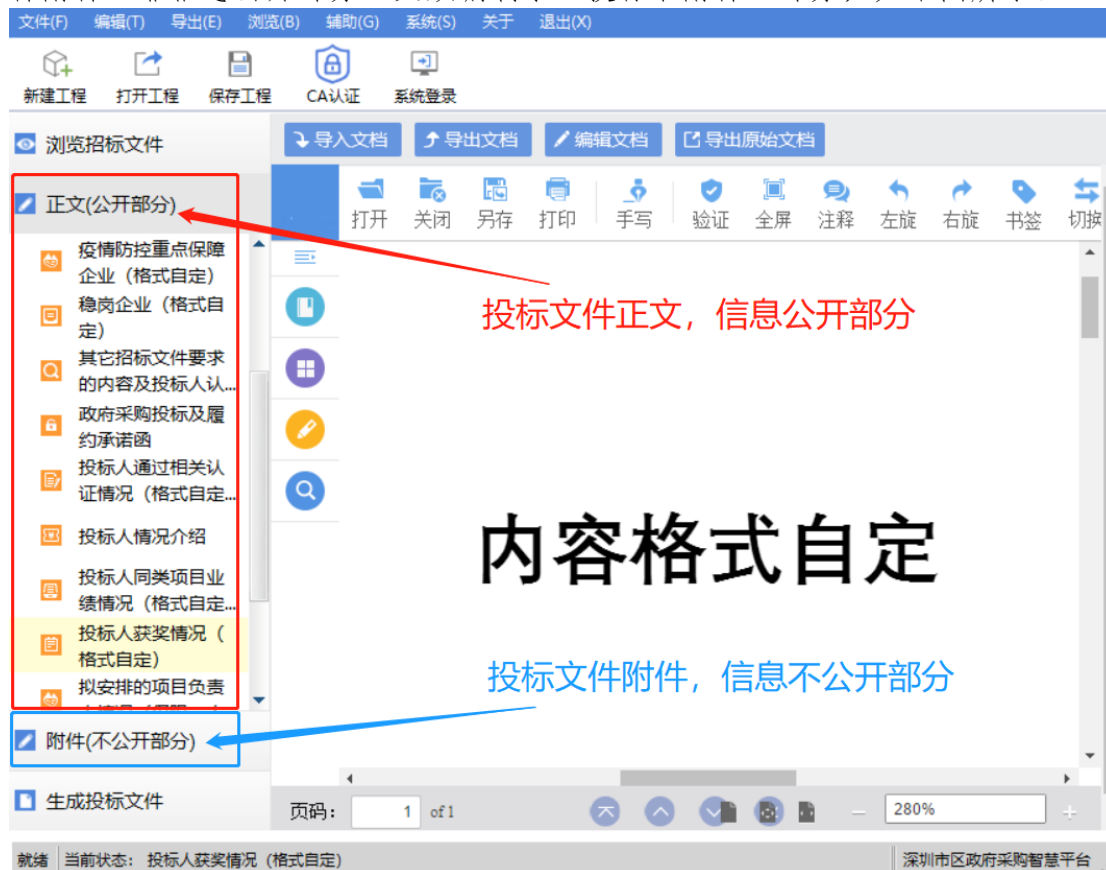 文件(F) 编辑(T) 导出(E) 浏览(B) 辅助(G) 系统(S) 关于 退出(X)
新建工程 打开工程 保存工程 CA认证 系统登录
浏览招标文件
导入文档 导出文档 编辑文档 导出原始文档
正文(公开部分)
打开 关闭 另存 打印 手写 验证 全屏 注释 左旋 右旋 书签 切换
疫情防控重点保障
企业（格式自定）
稳岗企业（格式自
定）
其它招标文件要求
的内容及投标人认...
政府采购投标及履
约承诺函
投标人通过相关认
证情况（格式自定...
投标人情况介绍
投标人同类项目业
绩情况（格式自定...
投标人获奖情况（
格式自定）
拟安排的项目负责
投标文件正文，信息公开部分
内容格式自定
投标文件附件，信息不公开部分
附件(不公开部分)
生成投标文件
页码： 1 of 1 280%
就绪 当前状态： 投标人获奖情况（格式自定） 深圳市区政府采购智慧平台